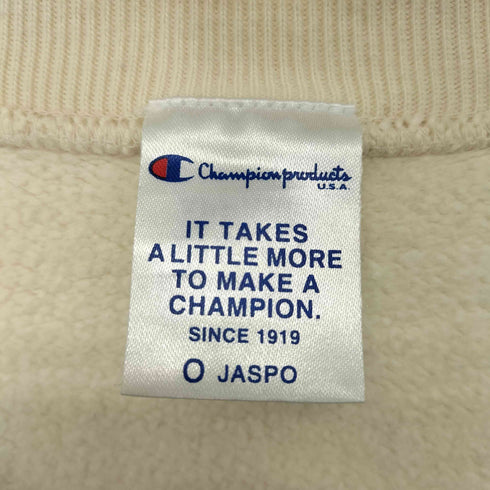 Champion products
U.S.A.
IT TAKES
A LITTLE MORE
TO MAKE A
CHAMPION.
SINCE 1919
O JASPO